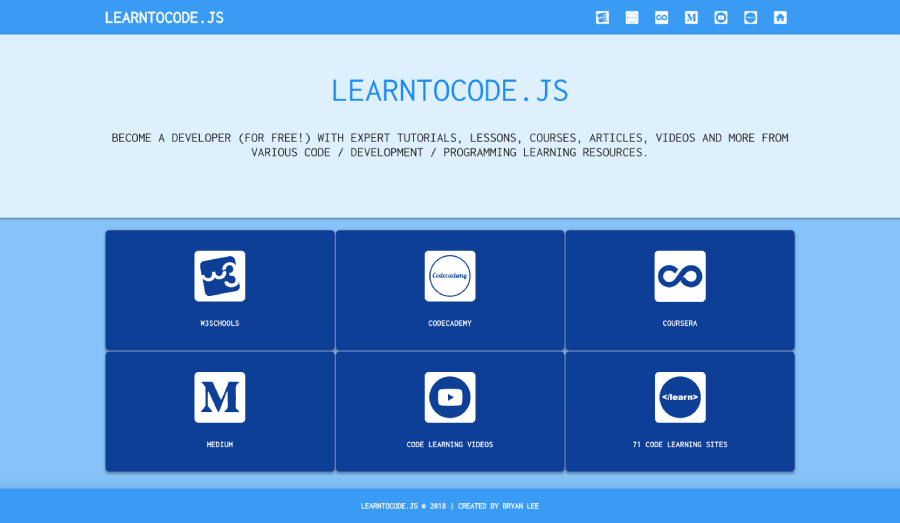 LEARNTOCODE.JS
LEARNTOCODE.JS
BECOME A DEVELOPER (FOR FREE!) WITH EXPERT TUTORIALS, LESSONS, COURSES, ARTICLES, VIDEOS AND MORE FROM
VARIOUS CODE / DEVELOPMENT / PROGRAMMING LEARNING RESOURCES.
w3
Codecademy
W3SCHOOLS
CODECADEMY
COURSERA
M
</learn>
MEDIUM
CODE LEARNING VIDEOS
71 CODE LEARNING SITES
LEARNTOCODE.JS © 2018 | CREATED BY BRYAN LEE